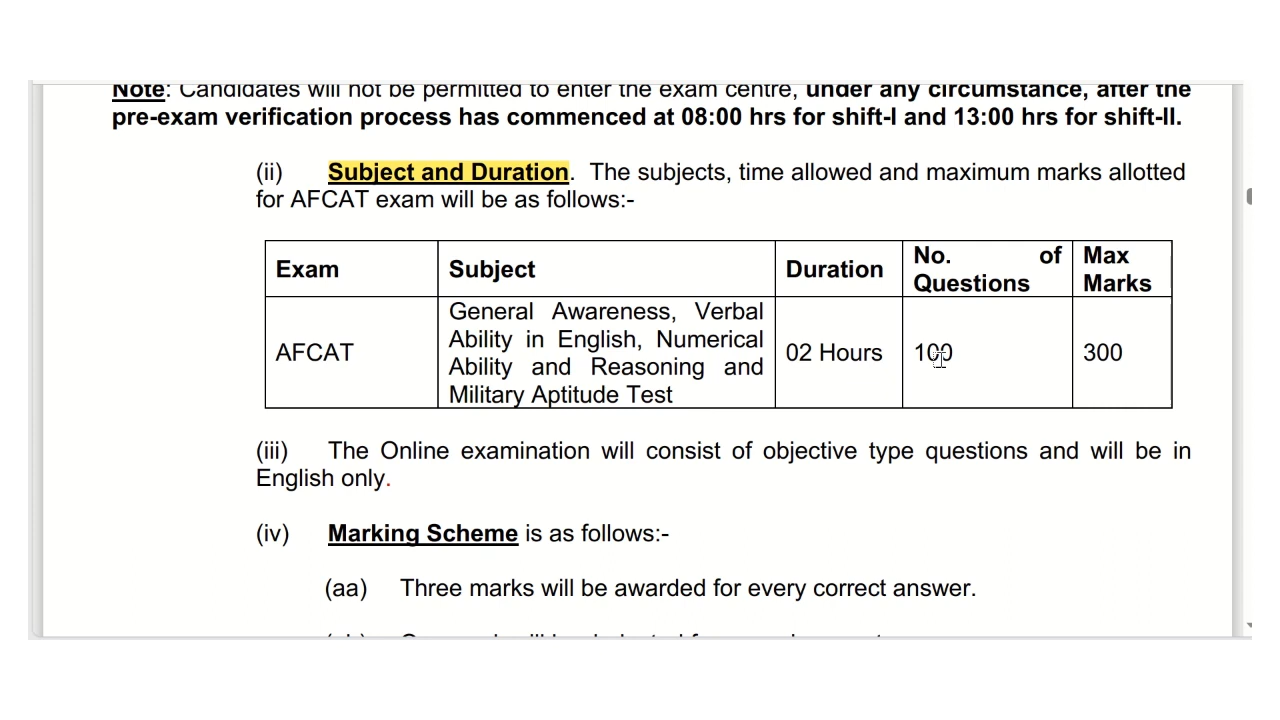 Note: Candidates will not be permitted to enter the exam centre, under any circumstance, after the
pre-exam verification process has commenced at 08:00 hrs for shift-I and 13:00 hrs for shift-II.
(ii) Subject and Duration. The subjects, time allowed and maximum marks allotted
for AFCAT exam will be as follows:-
Exam Subject Duration No. of Questions Max Marks
AFCAT
General Awareness, Verbal
Ability in English, Numerical
Ability and Reasoning and
Military Aptitude Test
02 Hours
100
300
(iii) The Online examination will consist of objective type questions and will be in
English only.
(iv) Marking Scheme is as follows:-
(aa) Three marks will be awarded for every correct answer.